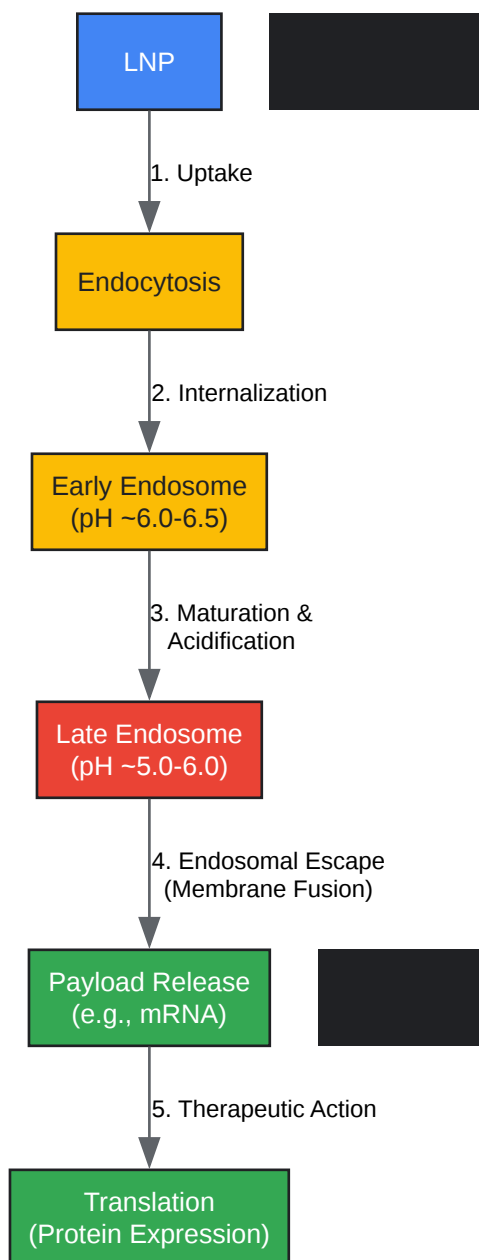 LNP
1. Uptake
Endocytosis
2. Internalization
Early Endosome
(pH ~6.0-6.5)
3. Maturation &
Acidification
Late Endosome
(pH ~5.0-6.0)
4. Endosomal Escape
(Membrane Fusion)
Payload Release
(e.g., mRNA)
5. Therapeutic Action
Translation
(Protein Expression)